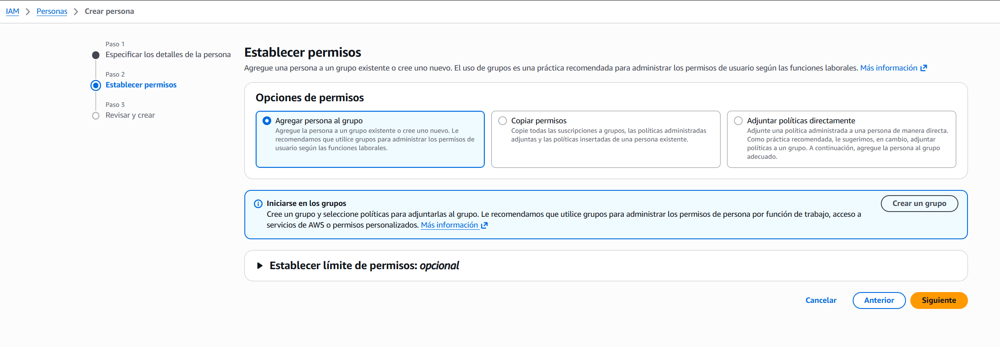 IAM > Personas > Crear persona
Paso 1
Especificar los detalles de la persona
Paso 2
Establecer permisos
Paso 3
Revisar y crear
Establecer permisos
Agregue una persona a un grupo existente o cree uno nuevo. El uso de grupos es una práctica recomendada para administrar los permisos de usuario según las funciones laborales. Más información
Opciones de permisos
Agregar persona al grupo
Agregue la persona a un grupo existente o cree uno nuevo. Le
recomendamos que utilice grupos para administrar los permisos de
usuario según las funciones laborales.
Copiar permisos
Copie todas las suscripciones a grupos, las políticas administradas
adjuntas y las políticas insertadas de una persona existente.
Adjuntar políticas directamente
Adjunte una política administrada a una persona de manera directa.
Como práctica recomendada, le sugerimos, en cambio, adjuntar
políticas a un grupo. A continuación, agregue la persona al grupo
adecuado.
Iniciarse en los grupos
Cree un grupo y seleccione políticas para adjuntarlas al grupo. Le recomendamos que utilice grupos para administrar los permisos de persona por función de trabajo, acceso a
servicios de AWS o permisos personalizados. Más información
Crear un grupo
Establecer límite de permisos: opcional
Cancelar
Anterior
Siguiente